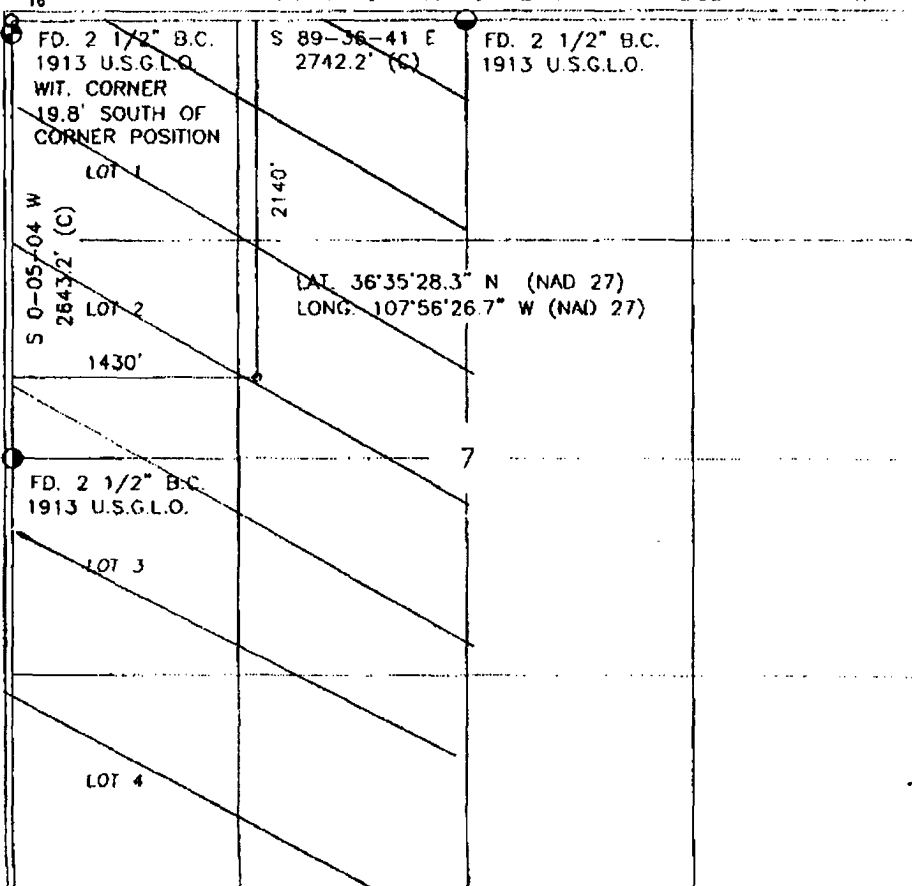 16
FD. 2 1/2" B.C.
1913 U.S.G.L.O.
WIT. CORNER
19.8' SOUTH OF
CORNER POSITION
S 89-36-41 E
2742.2' (C)
FD. 2 1/2" B.C.
1913 U.S.G.L.O.
LOT 1
2140'
S 0-05-04 W
2643.2' (C)
LAT. 36°35'28.3" N (NAD 27)
LONG. 107°56'26.7" W (NAD 27)
LOT 2
1430'
7
FD. 2 1/2" B.C.
1913 U.S.G.L.O.
LOT 3
LOT 4